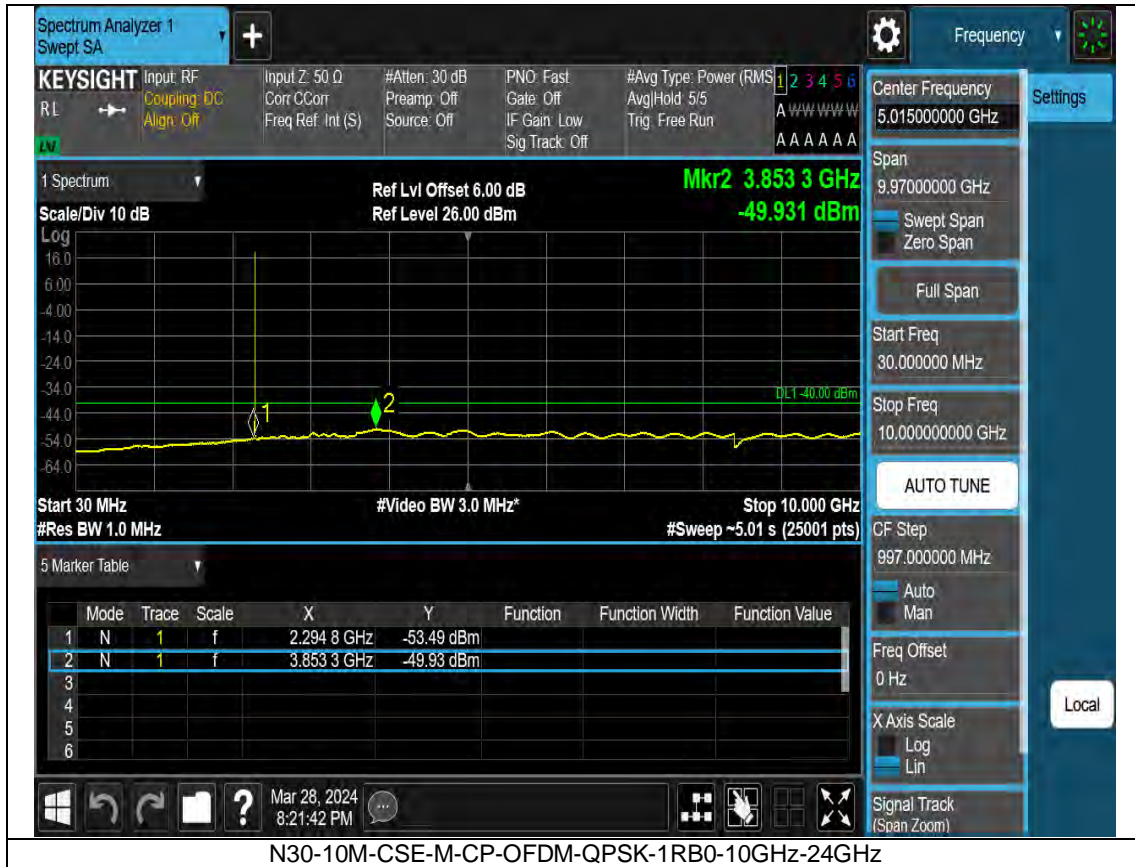 Spectrum Analyzer 1
Swept SA
+
Frequency
KEYSIGHT
RL
Input: RF
Coupling: DC
Align: Off
Input Z: 50 Ω
Corr CCorr
Freq Ref: Int (S)
#Atten: 30 dB
Preamp: Off
Source: Off
PNO: Fast
Gate: Off
IF Gain: Low
Sig Track: Off
#Avg Type: Power (RMS
Avg|Hold: 5/5
Trig: Free Run
1 2 3 4 5 6
A W W W W W
A A A A A A
LNI
1 Spectrum
Scale/Div 10 dB
Ref Lvl Offset 6.00 dB
Ref Level 26.00 dBm
Mkr2 3.853 3 GHz
-49.931 dBm
Log
16.0
6.00
-4.00
-14.0
-24.0
-34.0
-44.0
-54.0
-64.0
1
2
DL1 -40.00 dBm
Start 30 MHz
#Res BW 1.0 MHz
#Video BW 3.0 MHz*
Stop 10.000 GHz
#Sweep ~5.01 s (25001 pts)
5 Marker Table
Mode Trace Scale X Y Function Function Width Function Value
1 N 1 f 2.294 8 GHz -53.49 dBm
2 N 1 f 3.853 3 GHz -49.93 dBm
3
4
5
6
?
Mar 28, 2024
8:21:42 PM
Center Frequency
5.015000000 GHz
Settings
Span
9.97000000 GHz
Swept Span
Zero Span
Full Span
Start Freq
30.000000 MHz
Stop Freq
10.000000000 GHz
AUTO TUNE
CF Step
997.000000 MHz
Auto
Man
Freq Offset
0 Hz
X Axis Scale
Log
Lin
Signal Track
(Span Zoom)
Local
N30-10M-CSE-M-CP-OFDM-QPSK-1RB0-10GHz-24GHz